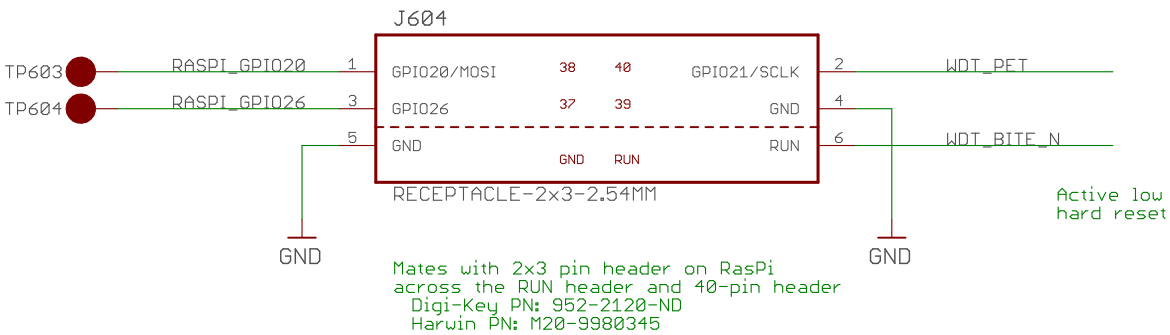 J604
TP603 RASPI_GPIO20 1 GPIO20/MOSI 38 40 GPIO21/SCLK 2 WDT_PET
TP604 RASPI_GPIO26 3 GPIO26 37 39 GND 4
5 GND GND RUN RUN 6 WDT_BITE_N
RECEPTACLE-2x3-2.54MM
Active low
hard reset
GND GND
Mates with 2x3 pin header on RasPi
across the RUN header and 40-pin header
Digi-Key PN: 952-2120-ND
Harwin PN: M20-9980345